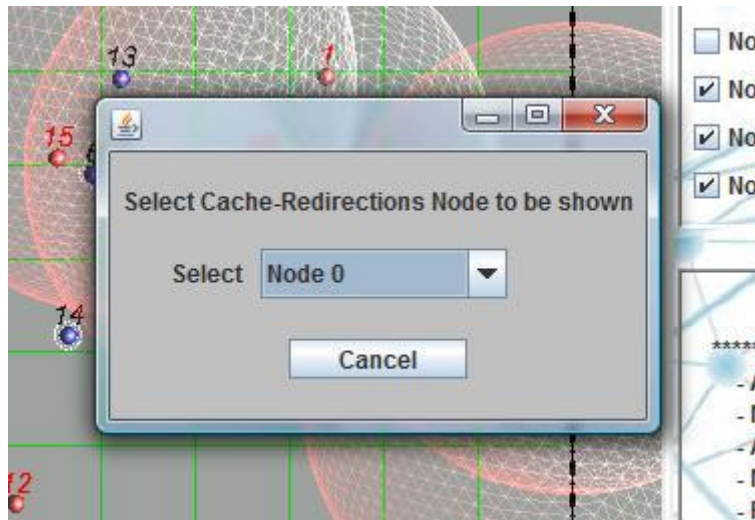 13
1
No
No
15
No
No
Select Cache-Redirections Node to be shown
Select Node 0
14
Cancel
*****
- A
- A
12